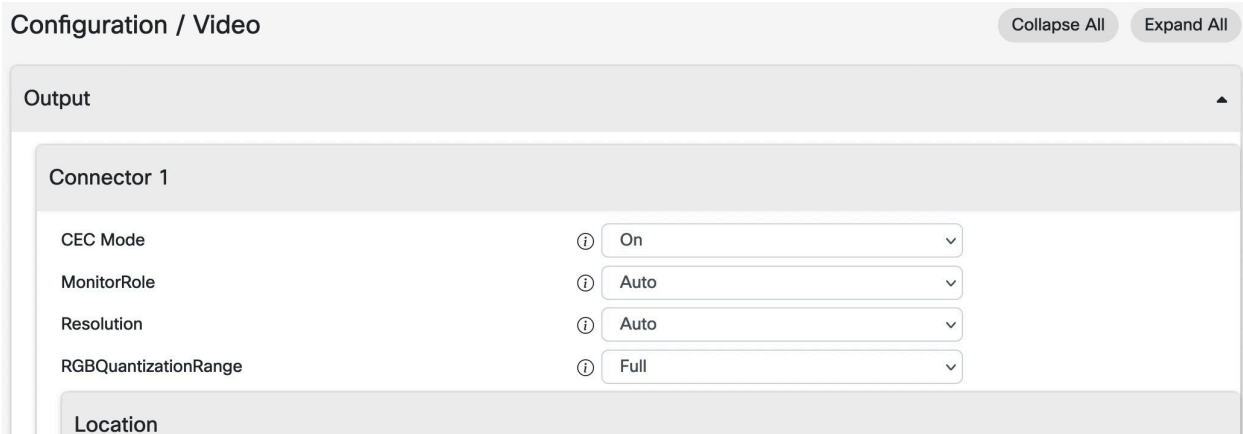 Configuration / Video
Collapse All
Expand All
Output
Connector 1
CEC Mode
On
MonitorRole
Auto
Resolution
Auto
RGBQuantizationRange
Full
Location